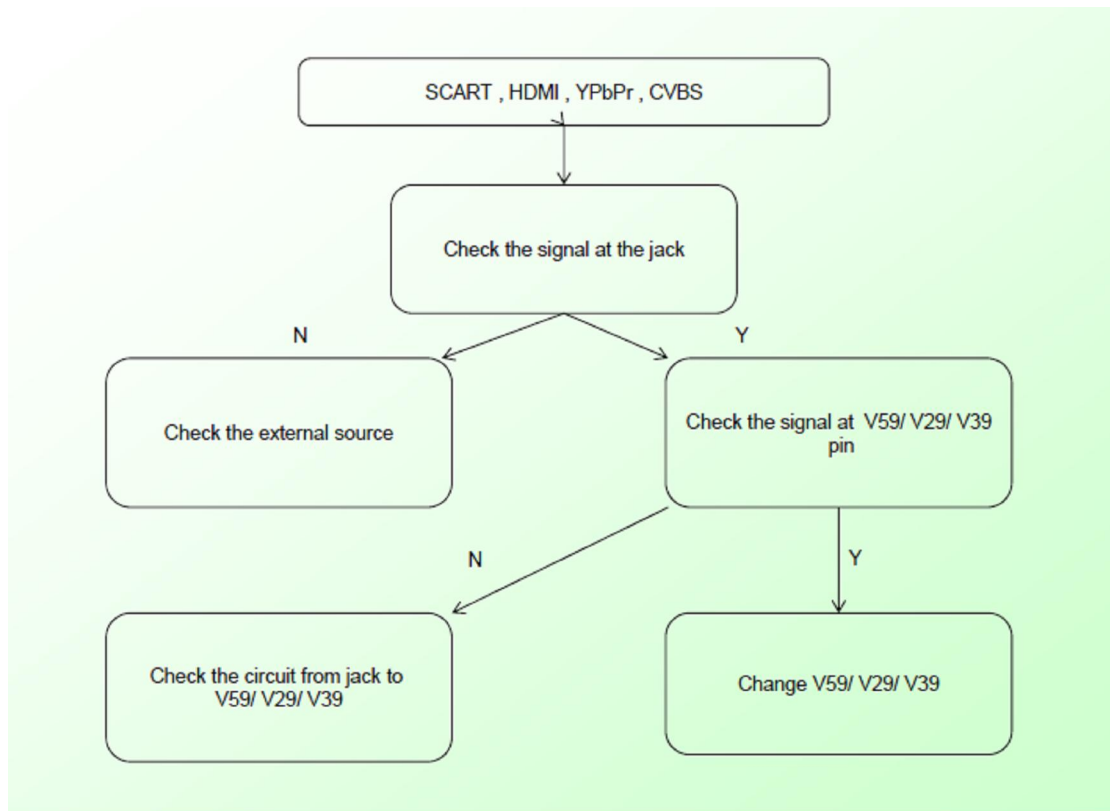 SCART , HDMI , YPbPr , CVBS
Check the signal at the jack
N
Y
Check the external source
Check the signal at V59/ V29/ V39
pin
N
Y
Check the circuit from jack to
V59/ V29/ V39
Change V59/ V29/ V39